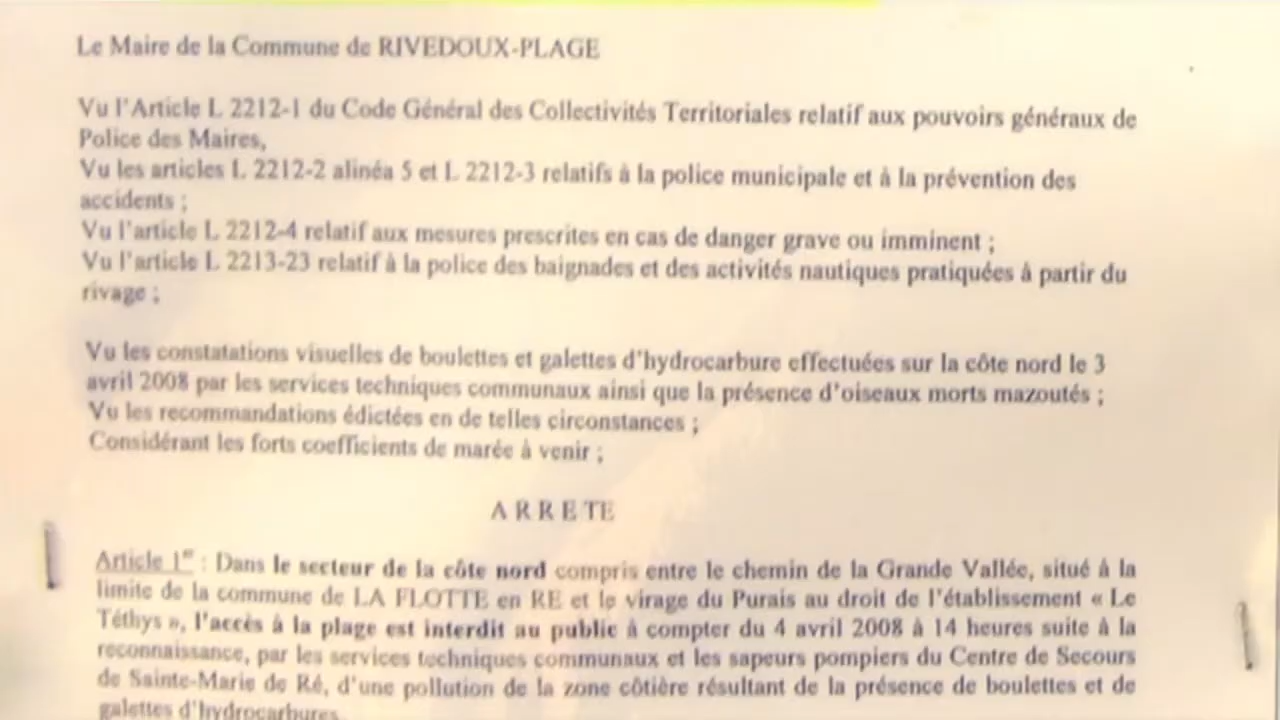 Le Maire de la Commune de RIVEDOUX-PLAGE
Vu l'Article L 2212-1 du Code Général des Collectivités Territoriales relatif aux pouvoirs généraux de
Police des Maires,
Vu les articles L 2212-2 alinéa 5 et L 2212-3 relatifs à la police municipale et à la prévention des
accidents ;
Vu l'article L 2212-4 relatif aux mesures prescrites en cas de danger grave ou imminent ;
Vu l'article L 2213-23 relatif à la police des baignades et des activités nautiques pratiquées à partir du
rivage ;
Vu les constatations visuelles de boulettes et galettes d'hydrocarbure effectuées sur la côte nord le 3
avril 2008 par les services techniques communaux ainsi que la présence d'oiseaux morts mazoutés ;
Vu les recommandations édictées en de telles circonstances ;
Considérant les forts coefficients de marée à venir ;
A R R E T E
Article 1er : Dans le secteur de la côte nord compris entre le chemin de la Grande Vallée, situé à la
limite de la commune de LA FLOTTE en RE et le virage du Purais au droit de l'établissement « Le
Téthys », l'accès à la plage est interdit au public à compter du 4 avril 2008 à 14 heures suite à la
reconnaissance, par les services techniques communaux et les sapeurs pompiers du Centre de Secours
de Sainte-Marie de Ré, d'une pollution de la zone côtière résultant de la présence de boulettes et de
galettes d'hydrocarbures.